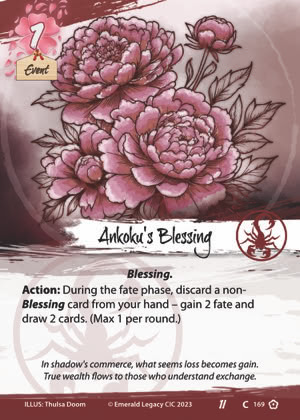 1
Event
Ankoku's Blessing
Blessing.
Action: During the fate phase, discard a non-
Blessing card from your hand – gain 2 fate and
draw 2 cards. (Max 1 per round.)
In shadow's commerce, what seems loss becomes gain.
True wealth flows to those who understand exchange.
ILLUS: Thulsa Doom © Emerald Legacy CIC 2023 C 169